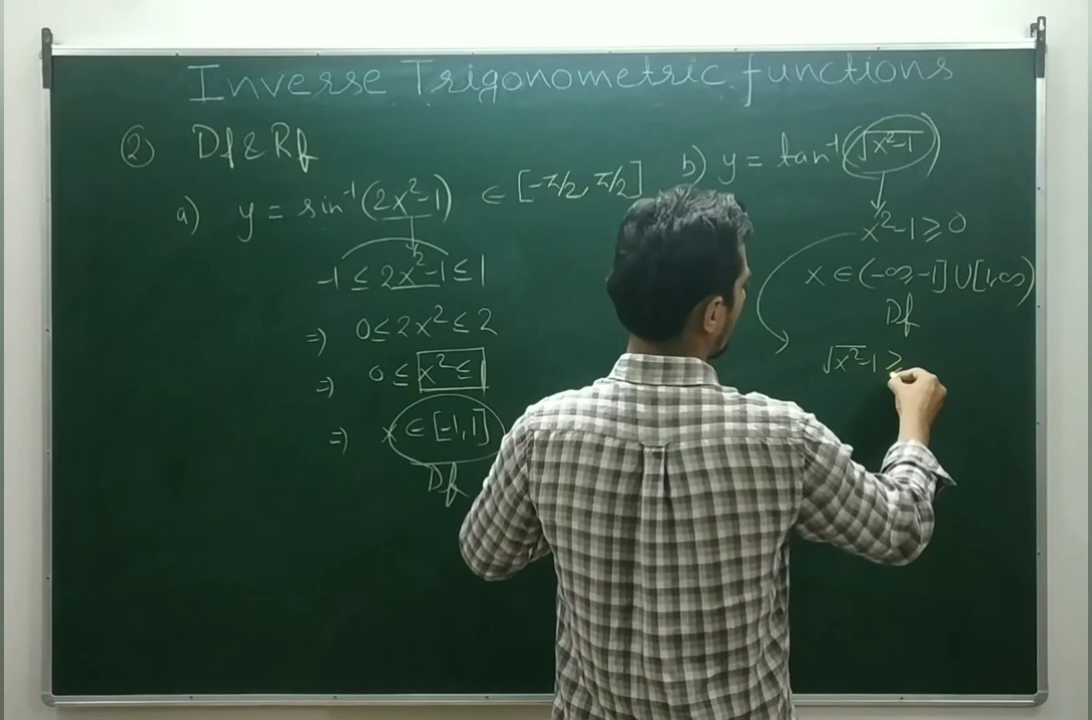 Inverse Trigonometric functions
② Df & Rf
a) y = sin⁻¹(2x²-1) ∈ [-π/2, π/2]
-1 ≤ 2x²-1 ≤ 1
⇒ 0 ≤ 2x² ≤ 2
⇒ 0 ≤ x² ≤ 1
⇒ x ∈ [-1, 1]
Df
b) y = tan⁻¹(√x²-1)
x²-1 ≥ 0
x ∈ (-∞, -1] ∪ [1, ∞)
Df
√x²-1 ≥